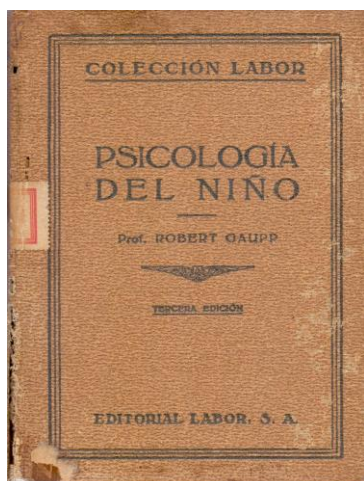 COLECCIÓN LABOR
PSICOLOGÍA
DEL NIÑO
Prof. ROBERT GAUPP
TERCERA EDICIÓN
EDITORIAL LABOR, S. A.